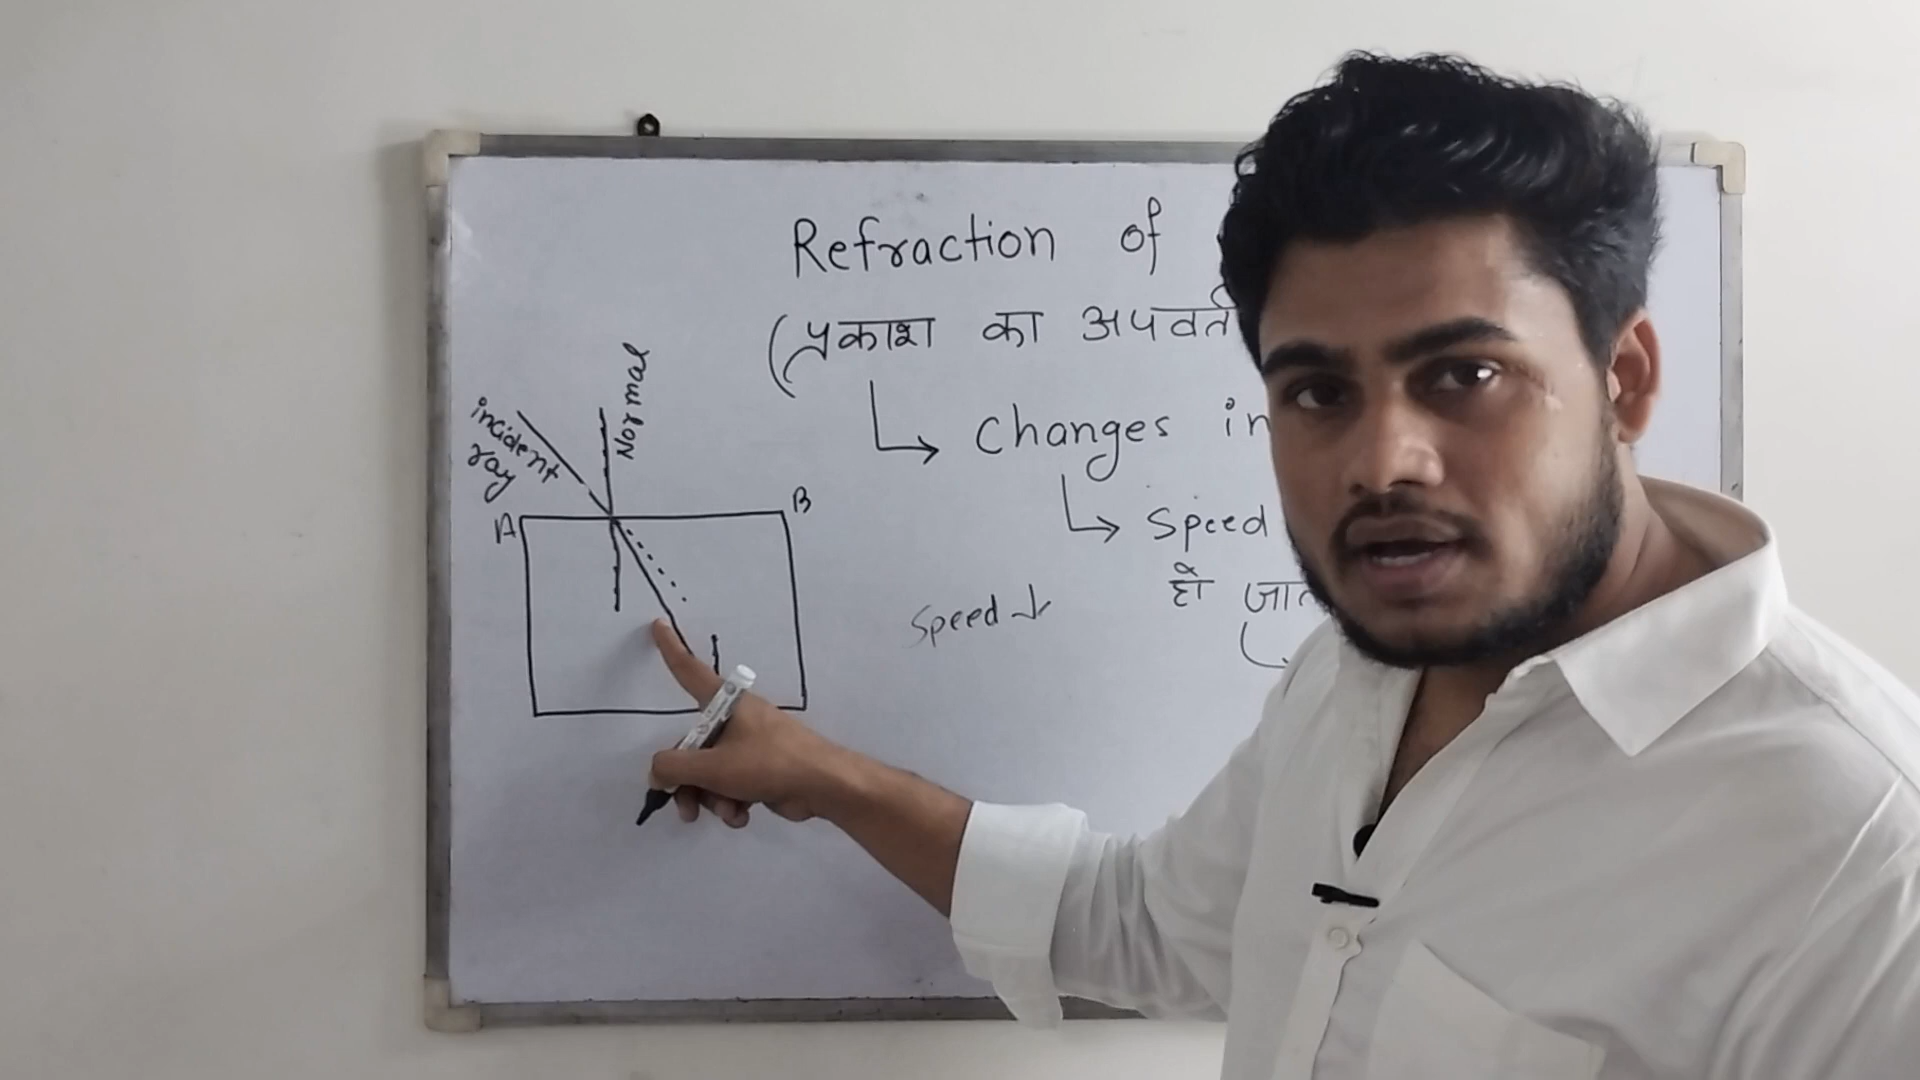 Refraction of
(प्रकाश का अपवर्त
Changes in
Speed
हो जात
Speed ↓
Normal
incident
ray
A
B